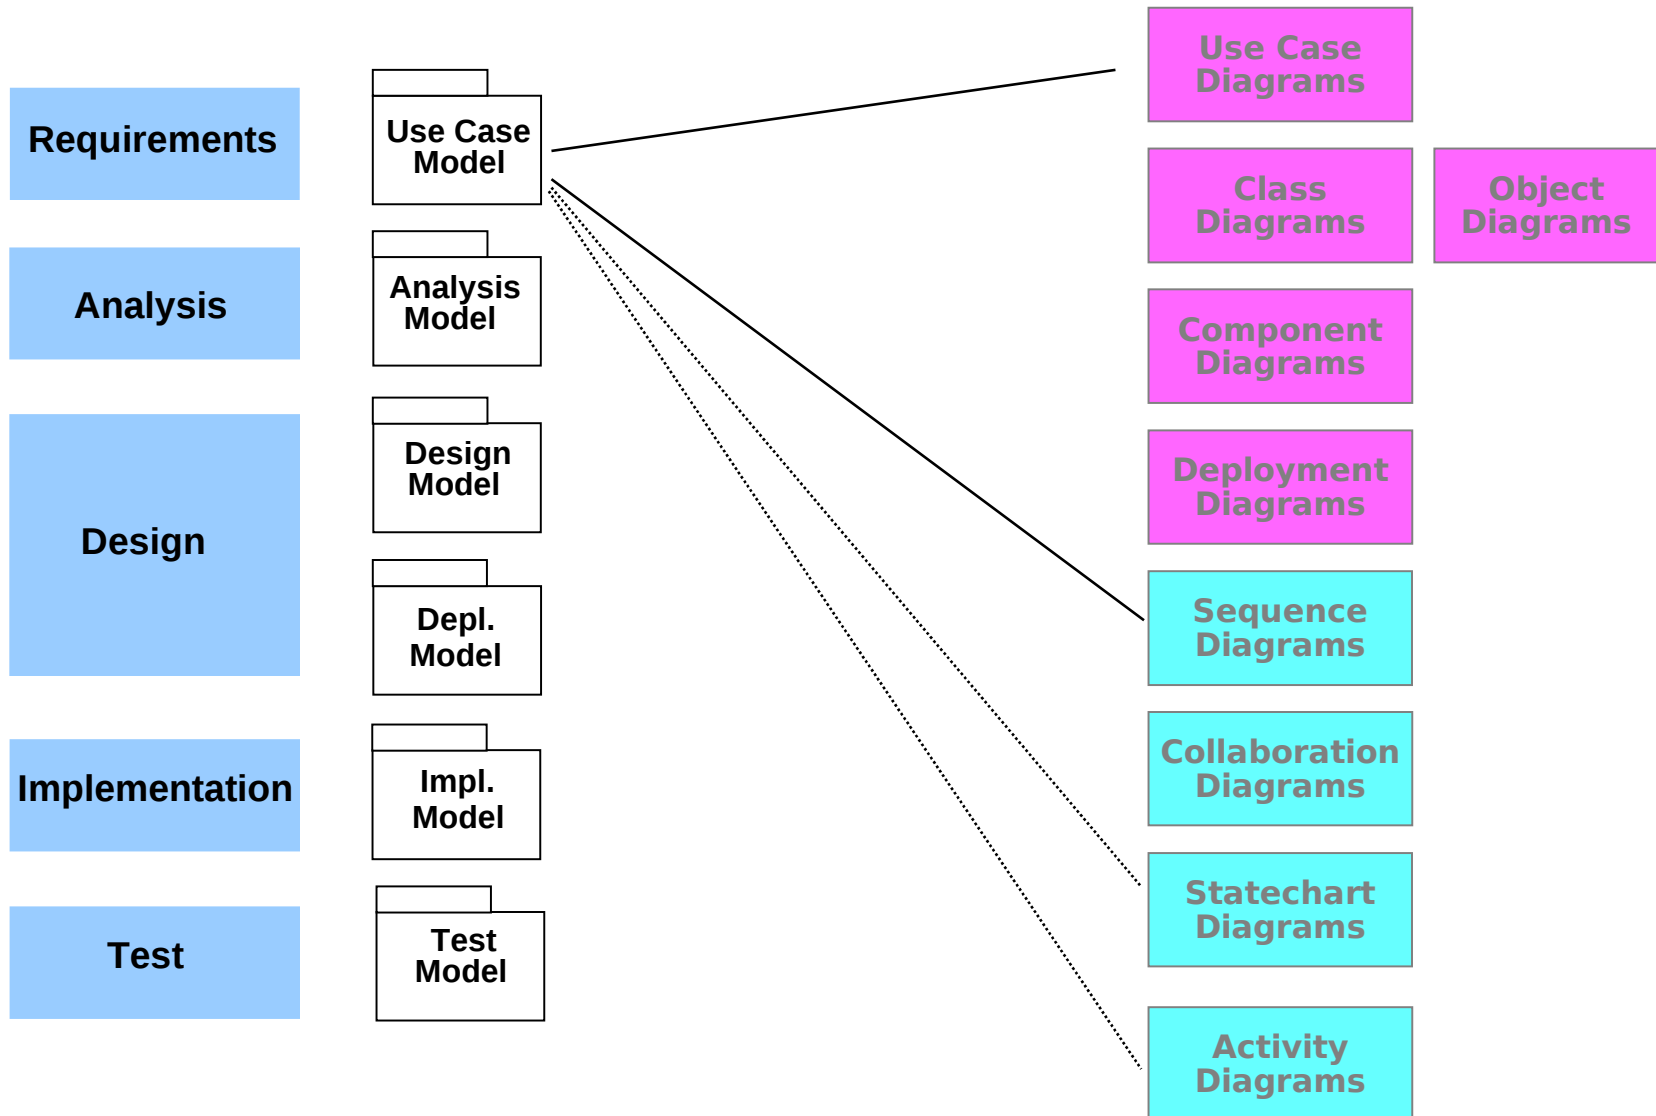 Requirements
Analysis
Design
Implementation
Test
Use Case
Model
Analysis
Model
Design
Model
Depl.
Model
Impl.
Model
Test
Model
Use Case
Diagrams
Class
Diagrams
Object
Diagrams
Component
Diagrams
Deployment
Diagrams
Sequence
Diagrams
Collaboration
Diagrams
Statechart
Diagrams
Activity
Diagrams